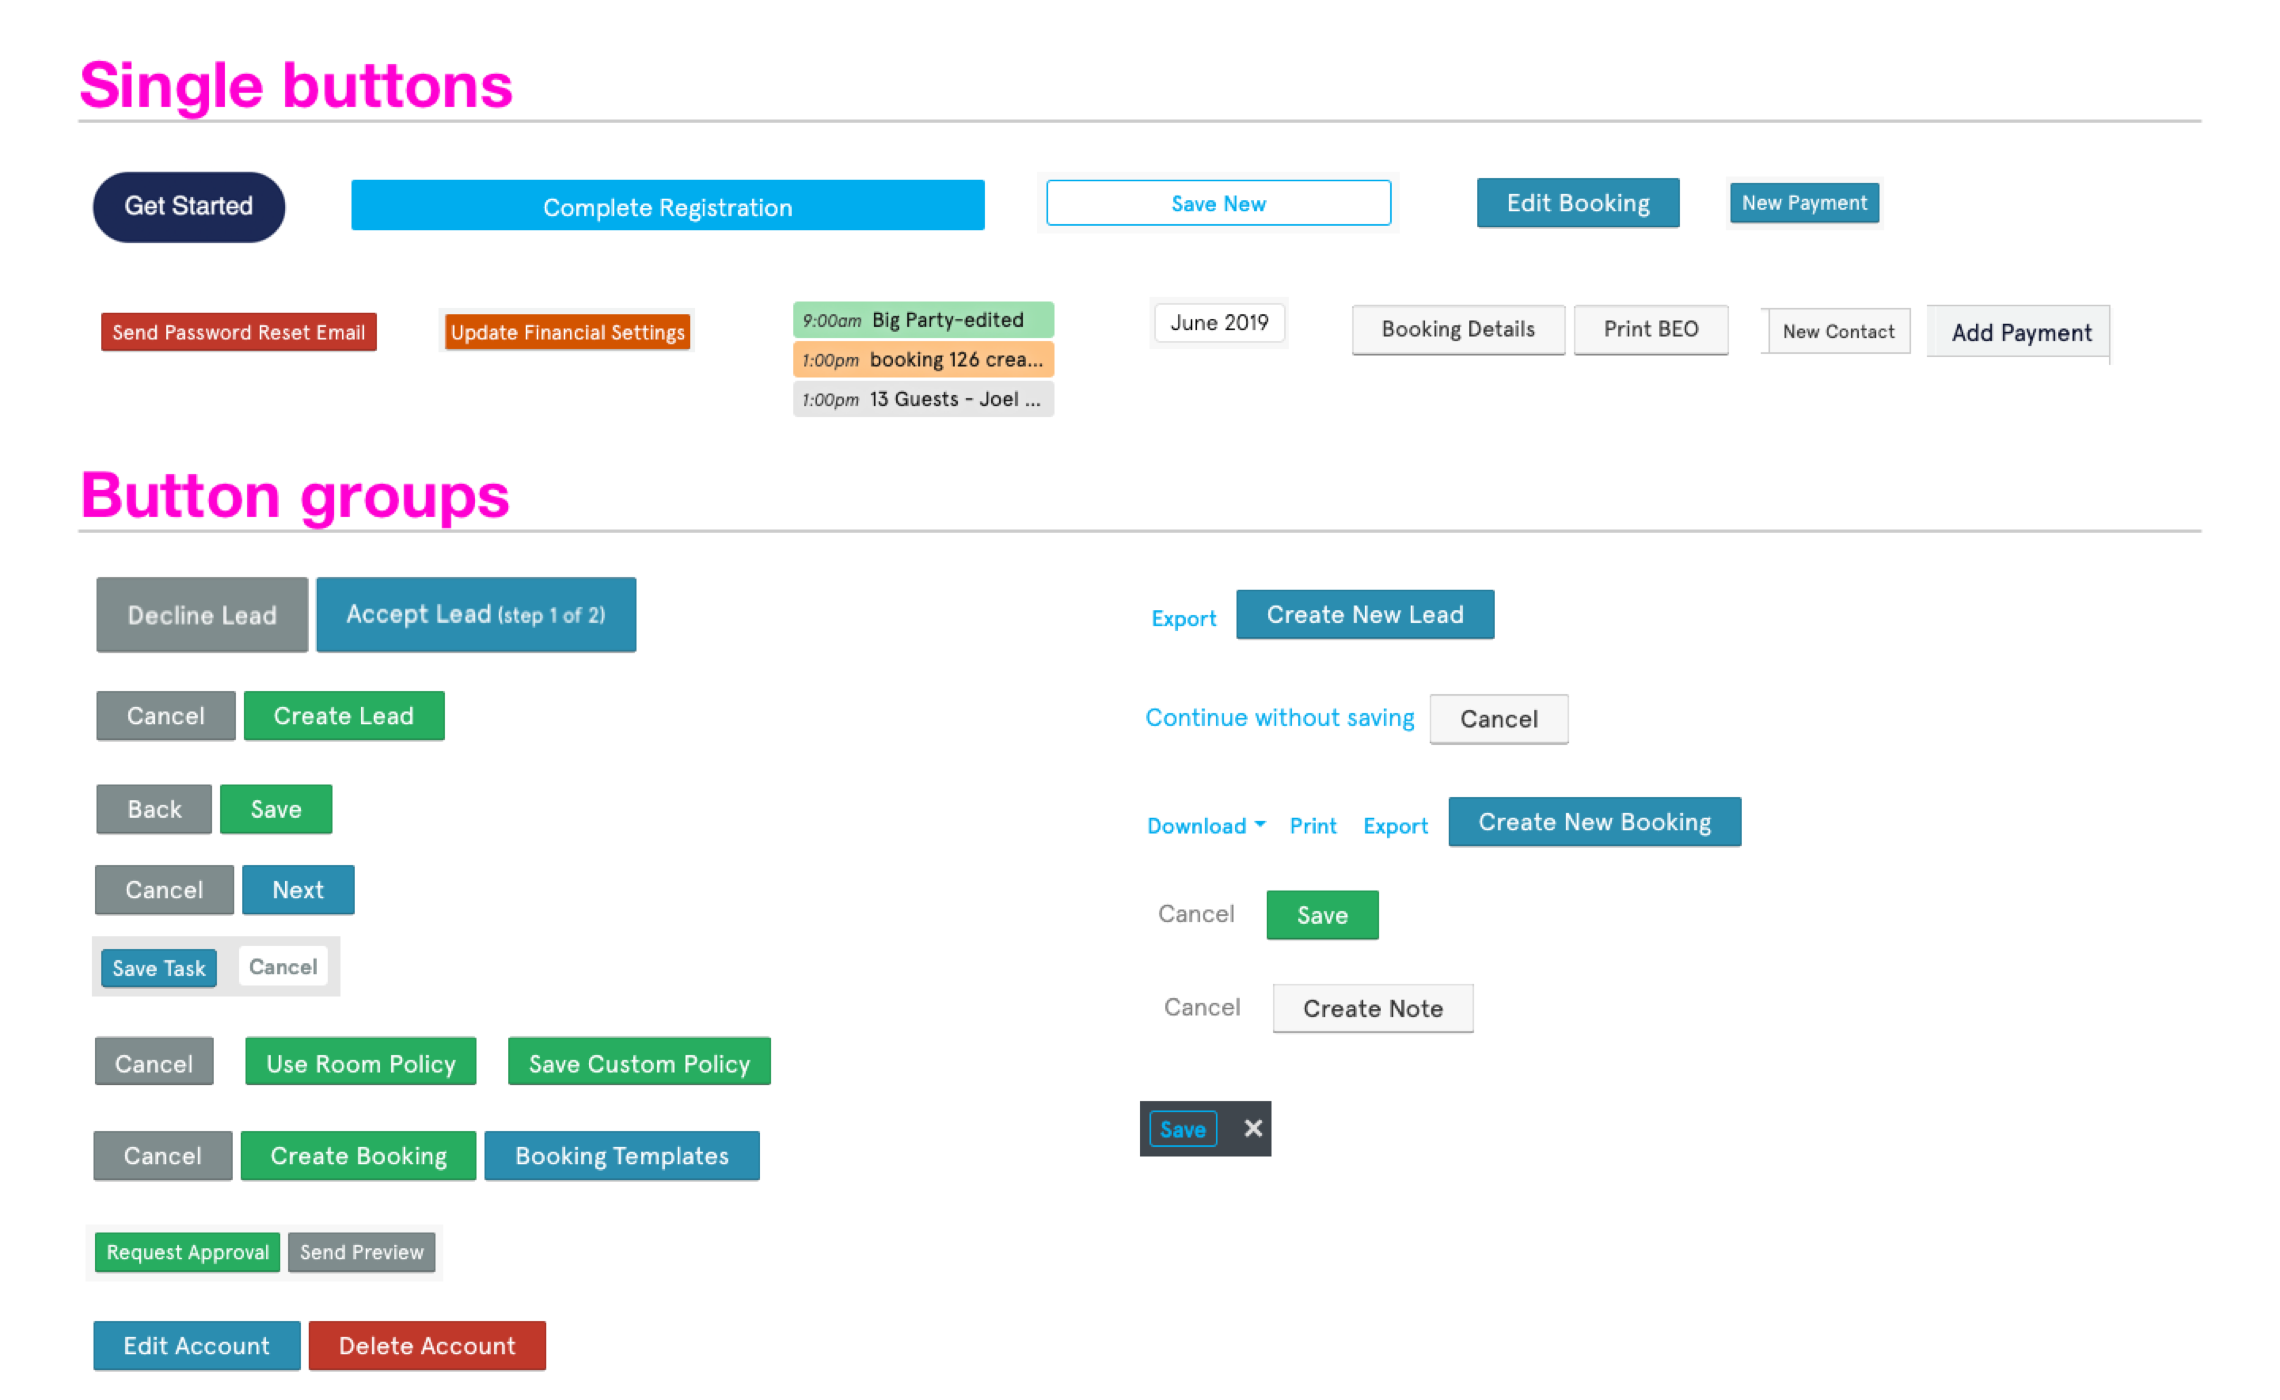 Single buttons
Get Started
Complete Registration
Save New
Edit Booking
New Payment
Send Password Reset Email
Update Financial Settings
9:00am Big Party-edited
1:00pm booking 126 crea...
1:00pm 13 Guests - Joel ...
June 2019
Booking Details
Print BEO
New Contact
Add Payment
Button groups
Decline Lead
Accept Lead (step 1 of 2)
Cancel
Create Lead
Back
Save
Cancel
Next
Save Task
Cancel
Cancel
Use Room Policy
Save Custom Policy
Cancel
Create Booking
Booking Templates
Request Approval
Send Preview
Edit Account
Delete Account
Export
Create New Lead
Continue without saving
Cancel
Download
Print
Export
Create New Booking
Cancel
Save
Cancel
Create Note
Save